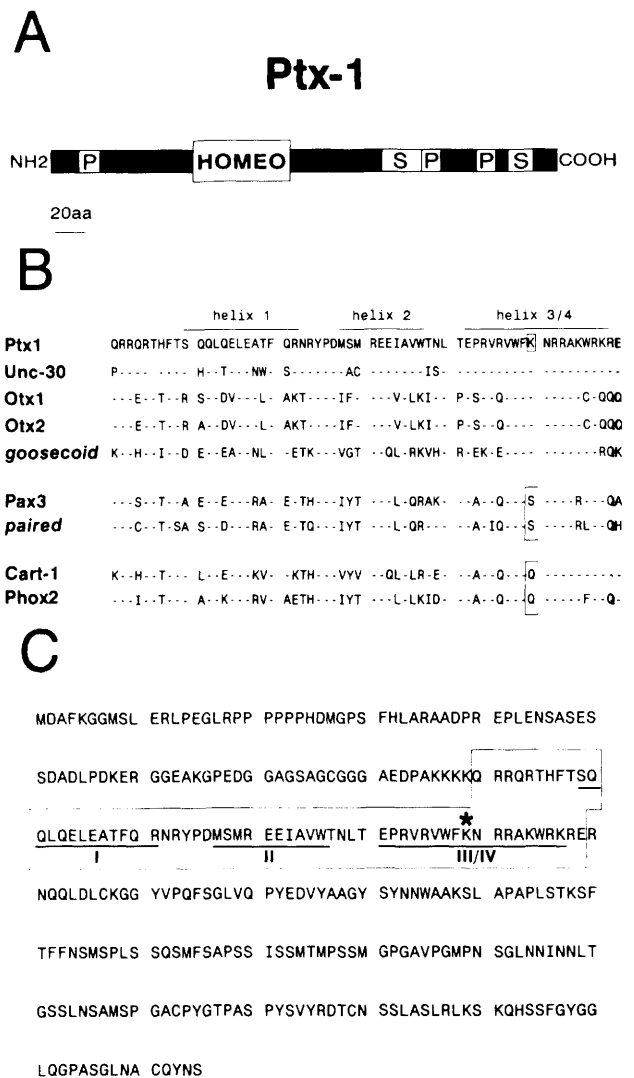 A
Ptx-1
NH2 P HOMEO S P P S COOH
20aa
B
helix 1 helix 2 helix 3/4
Ptx1 QRRQRTHFTS QQLQELEATF QRNRYPDMSM REEIAVWTNL TEPRVRVWFK NRRAKWRKRE
Unc-30 P--- ----- H--T---NW- S-------AC ------IS-- ---------- ----------
Otx1 ---E--T--R S--DV---L- AKT----IF- ---V-LKI-- P-S--Q---- ------C-QQQ
Otx2 ---E--T--R A--DV---L- AKT----IF- ---V-LKI-- P-S--Q---- ------C-QQQ
goosecoid K--H--I--D E--EA--NL- -ETK---VGT --QL-RKVH- R-EK-E---- -------RQK
Pax3 ---S--T--A E--E---RA- E-TH---IYT ---L-QRAK- --A--Q---S ---R---QA
paired ---C--T-SA S--D---RA- E-TQ---IYT ---L-QR--- --A-IQ---S ---RL--QH
Cart-1 K--H--T--- L--E---KV- -KTH---VYV --QL-LR-E- --A--Q---Q ----------
Phox2 ---I--T--- A--K---RV- AETH---IYT ---L-LKID- --A--Q---Q -----F--Q-
C
MDAFKGGMSL ERLPEGLRPP PPPPHDMGPS FHLARAADPR EPLENSASES
SDADLPDKER GGEAKGPEDG GAGSAGCGGG AEDPAKKKKQ RRQRTHFTSQ
*
QLQELEATFQ RNRYPDMSMR EEIAVWTNLT EPRVRVWFKN RRAKWRKRER
I II III/IV
NQQLDLCKGG YVPQFSGLVQ PYEDVYAAGY SYNNWAAKSL APAPLSTKSF
TFFNSMSPLS SQSMFSAPSS ISSMTMPSSM GPGAVPGMPN SGLNNINNLT
GSSLNSAMSP GACPYGTPAS PYSVYRDTCN SSLASLRLKS KQHSSFGYGG
LQGPASGLNA CQYNS